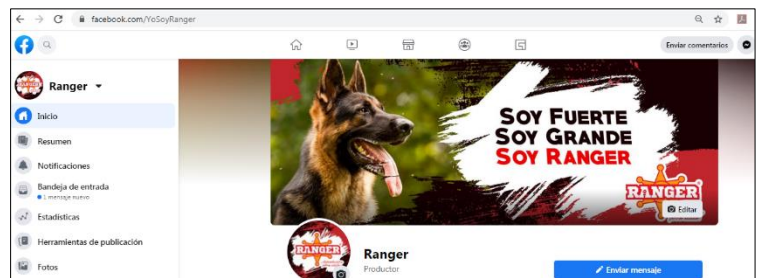 facebook.com/YoSoyRanger
Enviar comentarios
Ranger
Inicio
Resumen
Notificaciones
Bandeja de entrada
1 mensaje nuevo
Estadísticas
Herramientas de publicación
Fotos
SOY FUERTE
SOY GRANDE
SOY RANGER
RANGER
Editar
RANGER
Ranger
Productor
Enviar mensaje